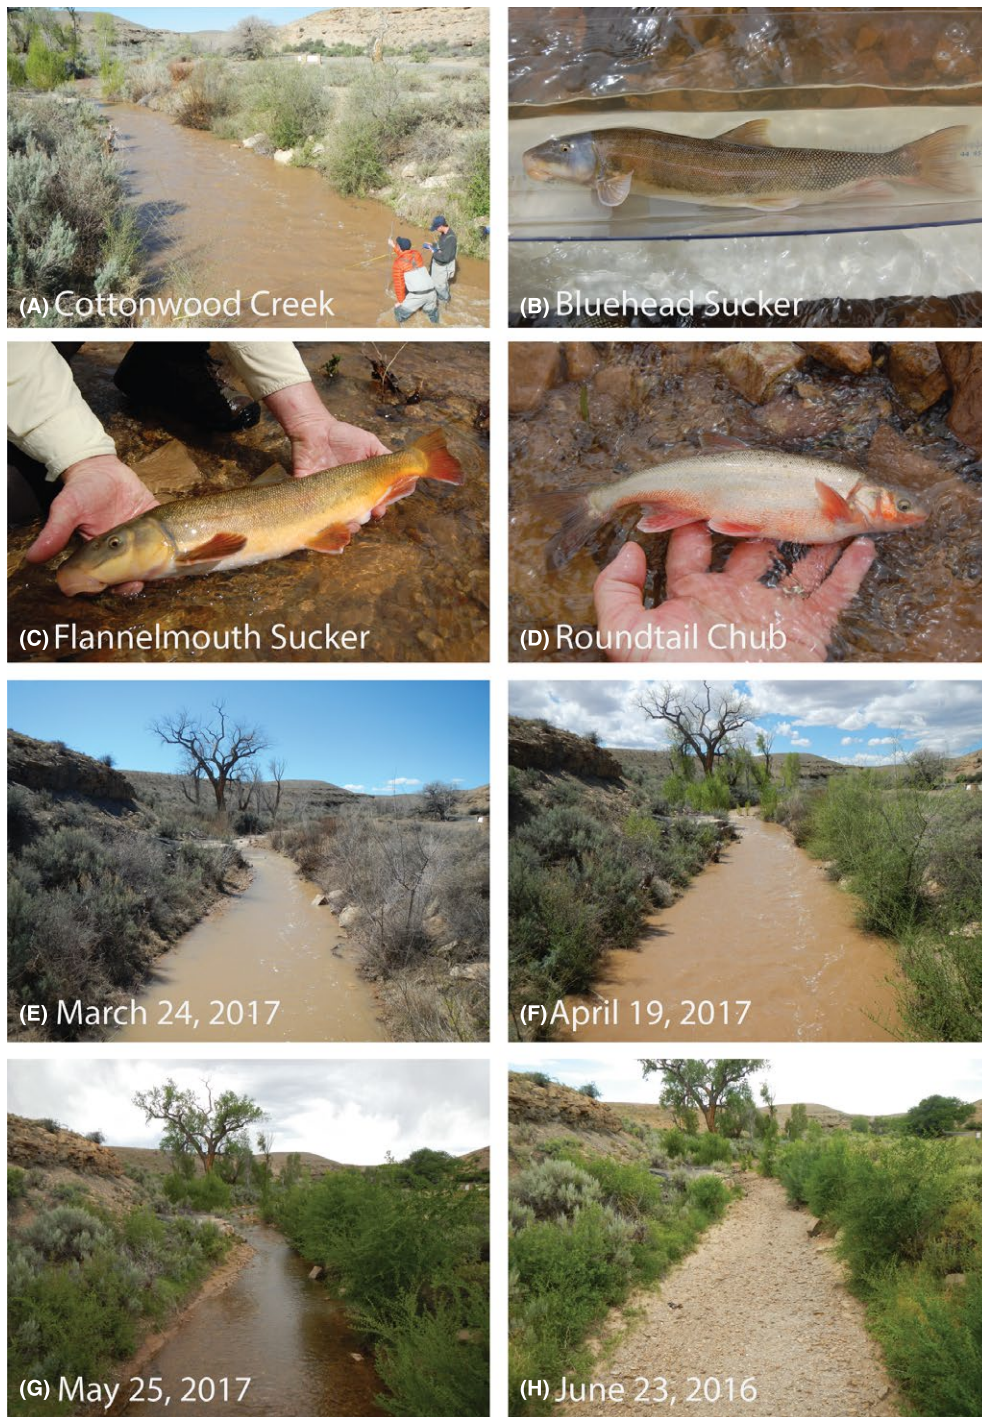 (A) Cottonwood Creek
(B) Bluehead Sucker
(C) Flannelmouth Sucker
(D) Roundtail Chub
(E) March 24, 2017
(F) April 19, 2017
(G) May 25, 2017
(H) June 23, 2016